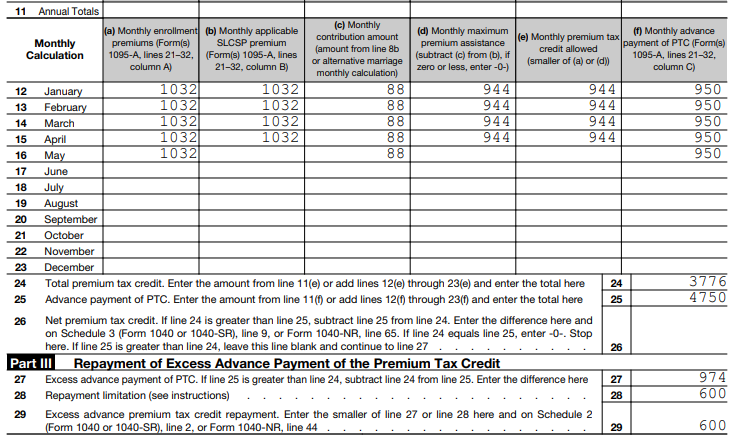 11 Annual Totals
Monthly Calculation
(a) Monthly enrollment premiums (Form(s) 1095-A, lines 21–32, column A)
(b) Monthly applicable SLCSP premium (Form(s) 1095-A, lines 21–32, column B)
(c) Monthly contribution amount (amount from line 8b or alternative marriage monthly calculation)
(d) Monthly maximum premium assistance (subtract (c) from (b), if zero or less, enter -0-)
(e) Monthly premium tax credit allowed (smaller of (a) or (d))
(f) Monthly advance payment of PTC (Form(s) 1095-A, lines 21–32, column C)
12 January 1032 1032 88 944 944 950
13 February 1032 1032 88 944 944 950
14 March 1032 1032 88 944 944 950
15 April 1032 1032 88 944 944 950
16 May 1032 88 950
17 June
18 July
19 August
20 September
21 October
22 November
23 December
24 Total premium tax credit. Enter the amount from line 11(e) or add lines 12(e) through 23(e) and enter the total here 24 3776
25 Advance payment of PTC. Enter the amount from line 11(f) or add lines 12(f) through 23(f) and enter the total here 25 4750
26 Net premium tax credit. If line 24 is greater than line 25, subtract line 25 from line 24. Enter the difference here and
on Schedule 3 (Form 1040 or 1040-SR), line 9, or Form 1040-NR, line 65. If line 24 equals line 25, enter -0-. Stop
here. If line 25 is greater than line 24, leave this line blank and continue to line 27 . . . . . . . . . . 26
Part III Repayment of Excess Advance Payment of the Premium Tax Credit
27 Excess advance payment of PTC. If line 25 is greater than line 24, subtract line 24 from line 25. Enter the difference here 27 974
28 Repayment limitation (see instructions) . . . . . . . . . . . . . . . . . . . . 28 600
29 Excess advance premium tax credit repayment. Enter the smaller of line 27 or line 28 here and on Schedule 2
(Form 1040 or 1040-SR), line 2, or Form 1040-NR, line 44 . . . . . . . . . . . . . . . . 29 600